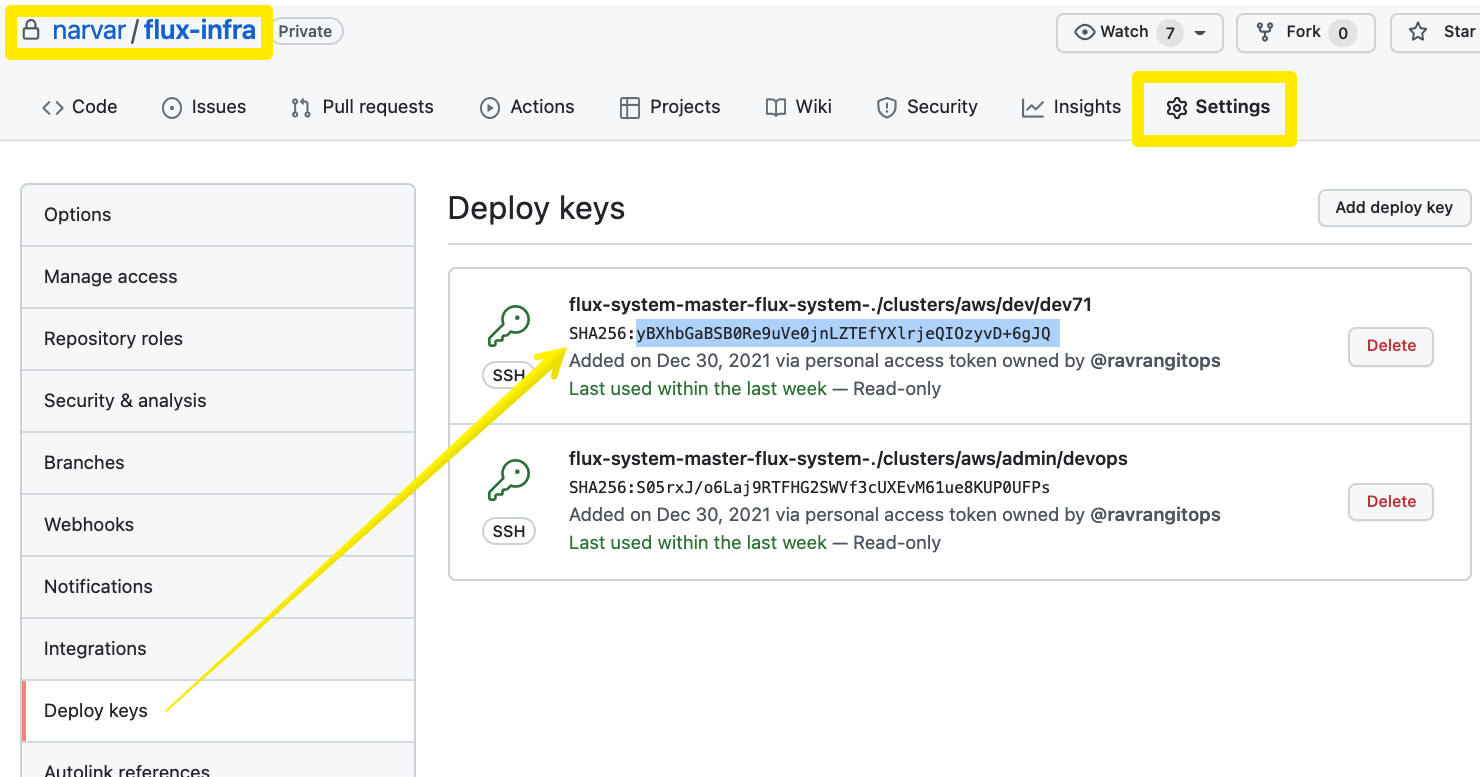 narvar / flux-infra Private Watch 7 Fork 0 Star
Code Issues Pull requests Actions Projects Wiki Security Insights Settings
Options
Manage access
Repository roles
Security & analysis
Branches
Webhooks
Notifications
Integrations
Deploy keys
Autolink references
Deploy keys
Add deploy key
flux-system-master-flux-system-./clusters/aws/dev/dev71
SHA256:yBXhbGaBSB0Re9uVe0jnLZTEfYXlrjeQIOzyvD+6gJQ
Added on Dec 30, 2021 via personal access token owned by @ravrangitops
Last used within the last week — Read-only
SSH
Delete
flux-system-master-flux-system-./clusters/aws/admin/devops
SHA256:S05rxJ/o6Laj9RTFHG2SWVf3cUXEvM61ue8KUP0UFPs
Added on Dec 30, 2021 via personal access token owned by @ravrangitops
Last used within the last week — Read-only
SSH
Delete